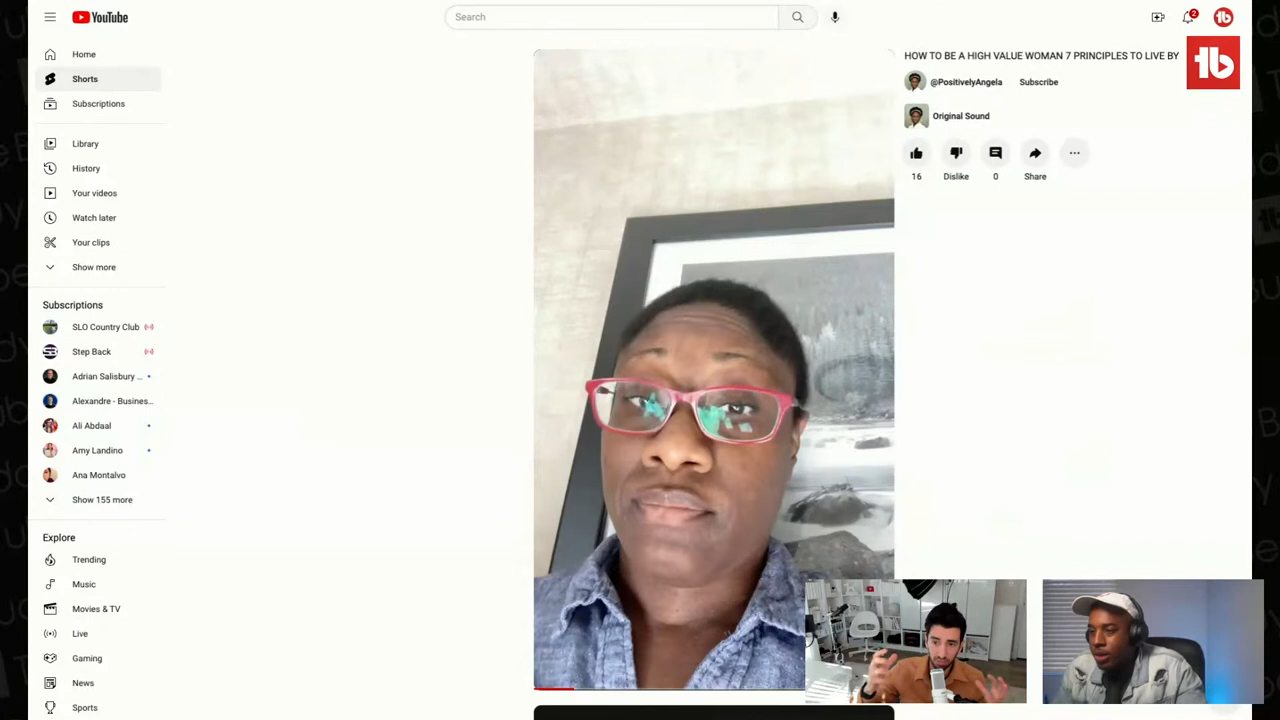 YouTube
Search
2
Home
Shorts
Subscriptions
Library
History
Your videos
Watch later
Your clips
Show more
Subscriptions
SLO Country Club
Step Back
Adrian Salisbury ...
Alexandre - Busines...
Ali Abdaal
Amy Landino
Ana Montalvo
Show 155 more
Explore
Trending
Music
Movies & TV
Live
Gaming
News
Sports
HOW TO BE A HIGH VALUE WOMAN 7 PRINCIPLES TO LIVE BY
@PositivelyAngela
Subscribe
Original Sound
16
Dislike
0
Share
tb